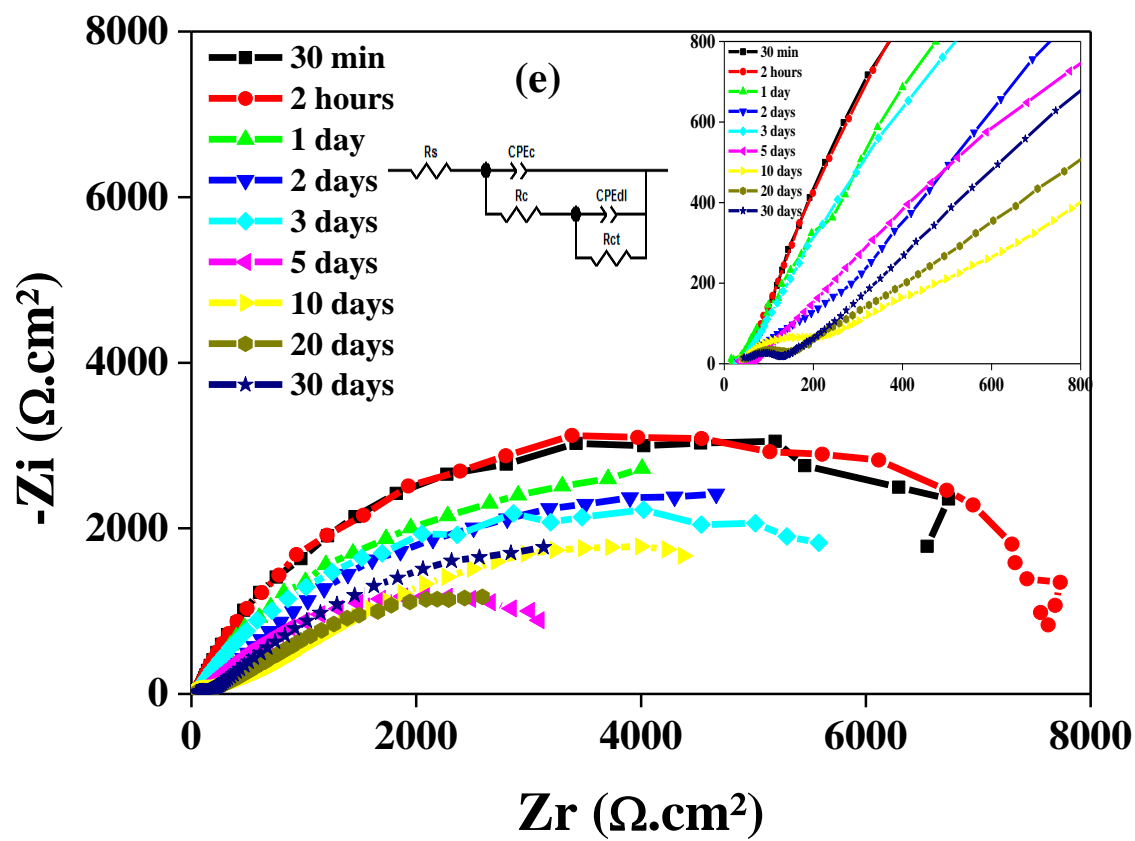 8000
6000
4000
2000
0
0
2000
4000
6000
8000
-Zi (Ω.cm²)
Zr (Ω.cm²)
30 min
2 hours
1 day
2 days
3 days
5 days
10 days
20 days
30 days
(e)
Rs
CPEc
Rc
CPEdl
Rct
800
600
400
200
0
0
200
400
600
800
30 min
2 hours
1 day
2 days
3 days
5 days
10 days
20 days
30 days